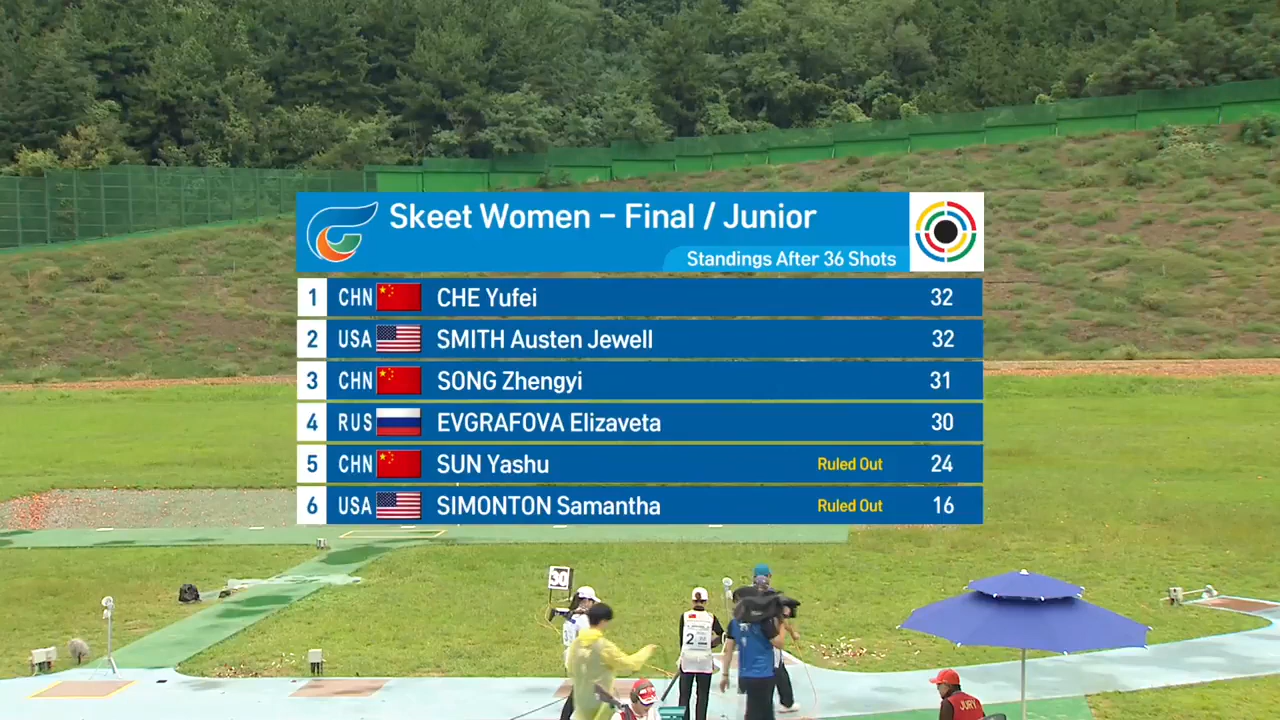 Skeet Women – Final / Junior
Standings After 36 Shots
1 CHN CHE Yufei 32
2 USA SMITH Austen Jewell 32
3 CHN SONG Zhengyi 31
4 RUS EVGRAFOVA Elizaveta 30
5 CHN SUN Yashu Ruled Out 24
6 USA SIMONTON Samantha Ruled Out 16
30
2
JURY